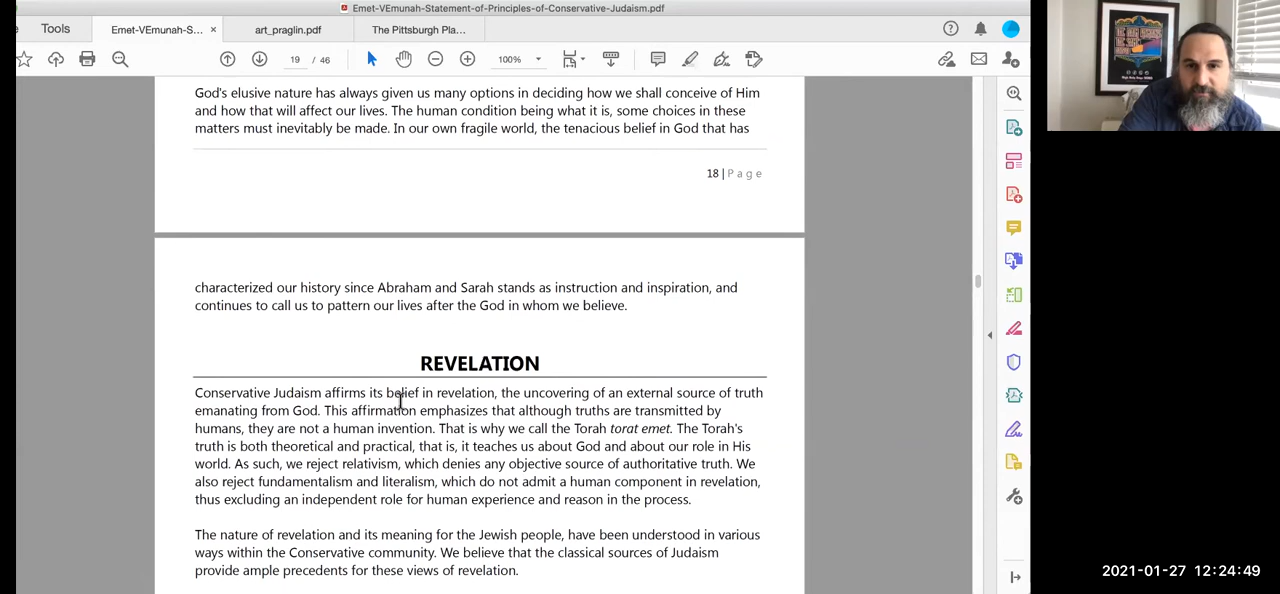 Emet-VEmunah-Statement-of-Principles-of-Conservative-Judaism.pdf
Tools
Emet-VEmunah-S... ×
art_praglin.pdf
The Pittsburgh Pla...
19 / 46
100%
God's elusive nature has always given us many options in deciding how we shall conceive of Him
and how that will affect our lives. The human condition being what it is, some choices in these
matters must inevitably be made. In our own fragile world, the tenacious belief in God that has
18 | Page
characterized our history since Abraham and Sarah stands as instruction and inspiration, and
continues to call us to pattern our lives after the God in whom we believe.
REVELATION
Conservative Judaism affirms its belief in revelation, the uncovering of an external source of truth
emanating from God. This affirmation emphasizes that although truths are transmitted by
humans, they are not a human invention. That is why we call the Torah torat emet. The Torah's
truth is both theoretical and practical, that is, it teaches us about God and about our role in His
world. As such, we reject relativism, which denies any objective source of authoritative truth. We
also reject fundamentalism and literalism, which do not admit a human component in revelation,
thus excluding an independent role for human experience and reason in the process.
The nature of revelation and its meaning for the Jewish people, have been understood in various
ways within the Conservative community. We believe that the classical sources of Judaism
provide ample precedents for these views of revelation.
2021-01-27 12:24:49